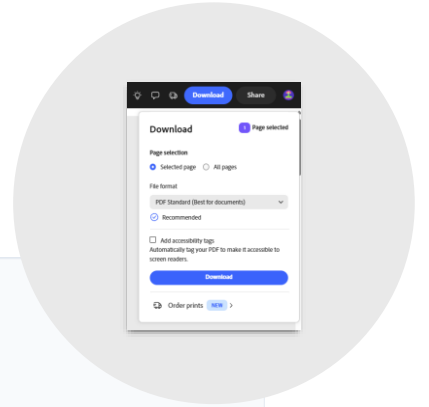 Download Share
Download
1 Page selected
Page selection
Selected page All pages
File format
PDF Standard (Best for documents)
Recommended
Add accessibility tags
Automatically tag your PDF to make it accessible to
screen readers.
Download
Order prints NEW